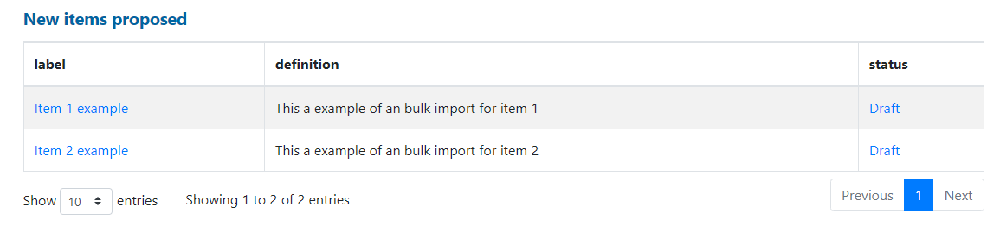 New items proposed
label definition status
Item 1 example This a example of an bulk import for item 1 Draft
Item 2 example This a example of an bulk import for item 2 Draft
Show 10 entries Showing 1 to 2 of 2 entries Previous 1 Next